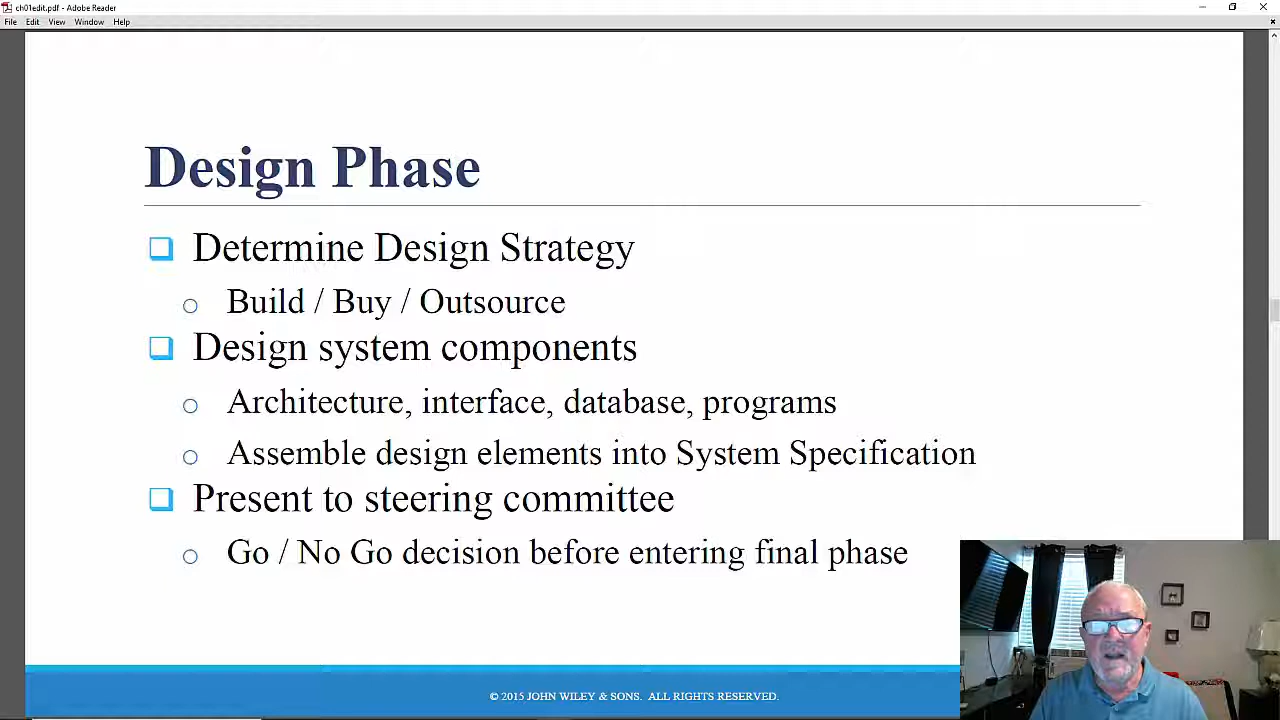 ch01edit.pdf - Adobe Reader
File Edit View Window Help
Design Phase
Determine Design Strategy
Build / Buy / Outsource
Design system components
Architecture, interface, database, programs
Assemble design elements into System Specification
Present to steering committee
Go / No Go decision before entering final phase
© 2015 JOHN WILEY & SONS. ALL RIGHTS RESERVED.